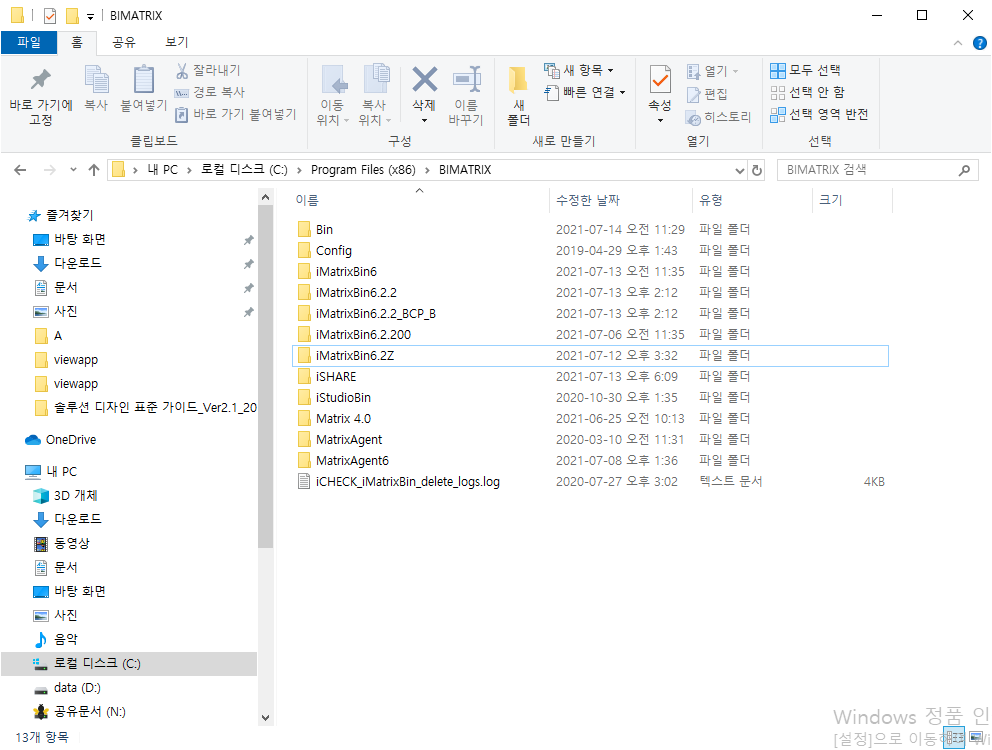 BIMATRIX
파일 홈 공유 보기
바로 가기에 고정
복사
붙여넣기
잘라내기
경로 복사
바로 가기 붙여넣기
클립보드
이동 위치
복사 위치
삭제
이름 바꾸기
구성
새 폴더
새 항목
빠른 연결
새로 만들기
속성
열기
편집
히스토리
열기
모두 선택
선택 안 함
선택 영역 반전
선택
내 PC > 로컬 디스크 (C:) > Program Files (x86) > BIMATRIX
BIMATRIX 검색
즐겨찾기
바탕 화면
다운로드
문서
사진
A
viewapp
viewapp
솔루션 디자인 표준 가이드_Ver2.1_20
OneDrive
내 PC
3D 개체
다운로드
동영상
문서
바탕 화면
사진
음악
로컬 디스크 (C:)
data (D:)
공유문서 (N:)
이름 수정한 날짜 유형 크기
Bin 2021-07-14 오전 11:29 파일 폴더
Config 2019-04-29 오후 1:43 파일 폴더
iMatrixBin6 2021-07-13 오전 11:35 파일 폴더
iMatrixBin6.2.2 2021-07-13 오후 2:12 파일 폴더
iMatrixBin6.2.2_BCP_B 2021-07-13 오후 2:12 파일 폴더
iMatrixBin6.2.200 2021-07-06 오전 11:35 파일 폴더
iMatrixBin6.2Z 2021-07-12 오후 3:32 파일 폴더
iSHARE 2021-07-13 오후 6:09 파일 폴더
iStudioBin 2020-10-30 오후 1:35 파일 폴더
Matrix 4.0 2021-06-25 오전 10:13 파일 폴더
MatrixAgent 2020-03-10 오전 11:31 파일 폴더
MatrixAgent6 2021-07-08 오후 1:36 파일 폴더
iCHECK_iMatrixBin_delete_logs.log 2020-07-27 오후 3:02 텍스트 문서 4KB
13개 항목
Windows 정품 인
[설정]으로 이동